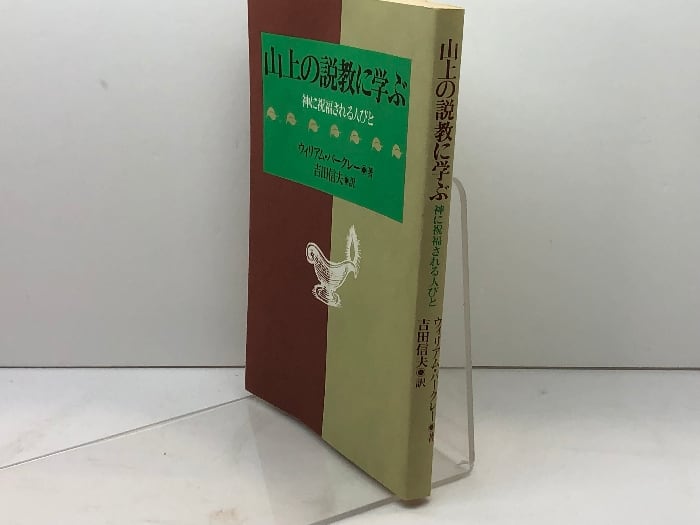 山上の説教に学ぶ
神に祝福される人びと
ウィリアム・バークレー●著
吉田信夫●訳
山上の説教に学ぶ
神に祝福される人びと
ウィリアム・バークレー●著
吉田信夫●訳